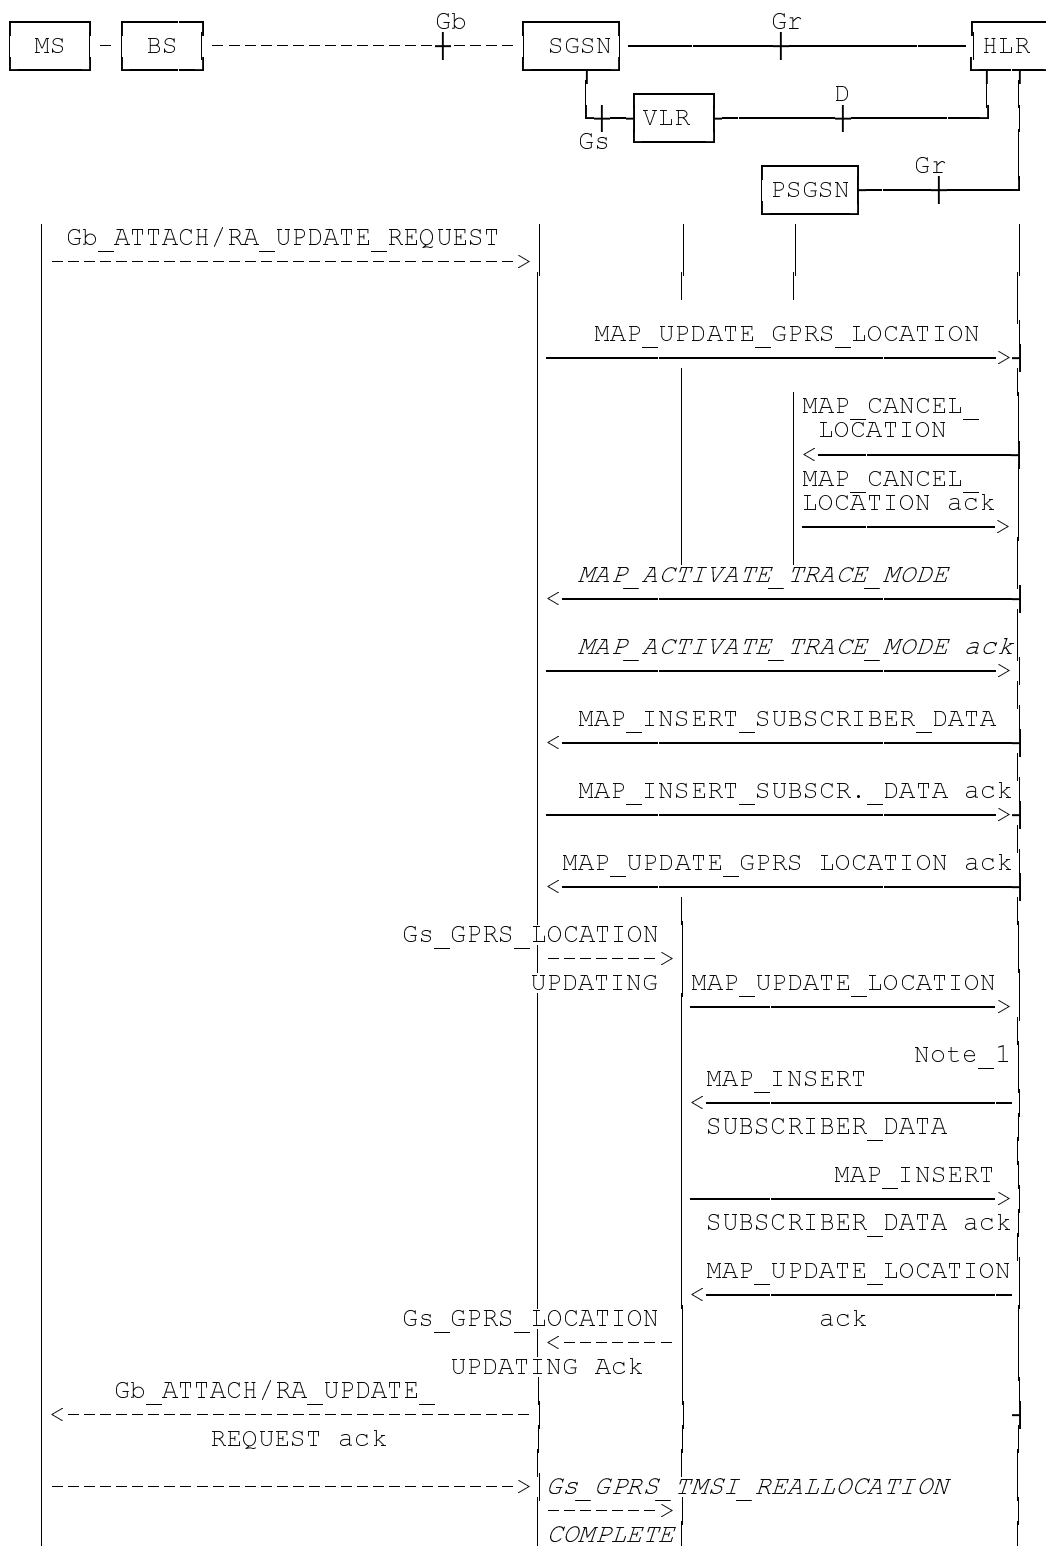 Gb
Gr
MS
BS
SGSN
HLR
D
VLR
Gs
Gr
PSGSN
Gb_ATTACH/RA_UPDATE_REQUEST
MAP_UPDATE_GPRS_LOCATION
MAP_CANCEL_
LOCATION
MAP_CANCEL_
LOCATION ack
MAP_ACTIVATE_TRACE_MODE
MAP_ACTIVATE_TRACE_MODE ack
MAP_INSERT_SUBSCRIBER_DATA
MAP_INSERT_SUBSCR._DATA ack
MAP_UPDATE_GPRS LOCATION ack
Gs_GPRS_LOCATION
UPDATING
MAP_UPDATE_LOCATION
Note_1
MAP_INSERT
SUBSCRIBER_DATA
MAP_INSERT
SUBSCRIBER_DATA ack
MAP_UPDATE_LOCATION
ack
Gs_GPRS_LOCATION
UPDATING Ack
Gb_ATTACH/RA_UPDATE_
REQUEST ack
Gs_GPRS_TMSI_REALLOCATION
COMPLETE